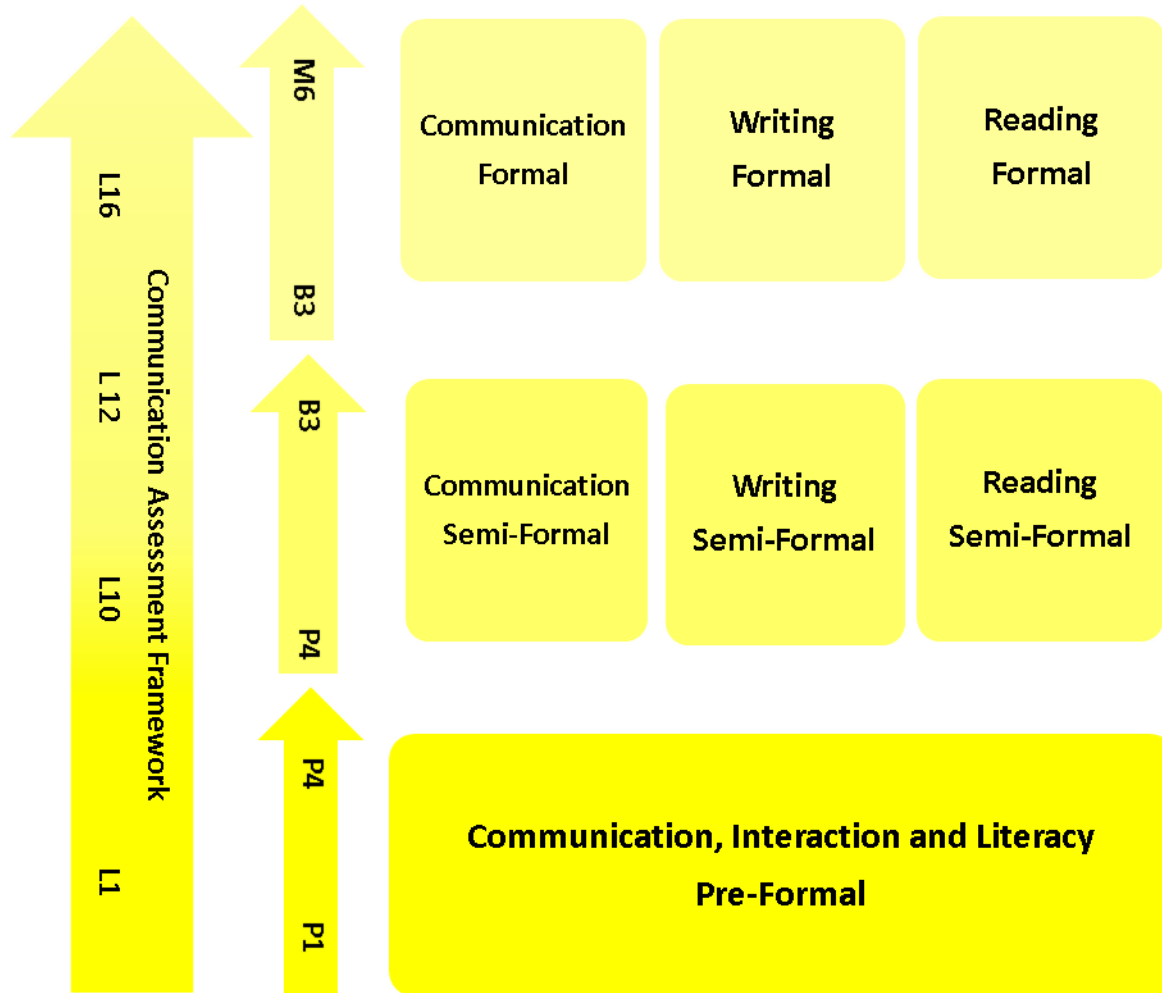 L16
L 12
L10
L1
Communication Assessment Framework
M6
B3
B3
P4
P4
P1
Communication
Formal
Writing
Formal
Reading
Formal
Communication
Semi-Formal
Writing
Semi-Formal
Reading
Semi-Formal
Communication, Interaction and Literacy
Pre-Formal